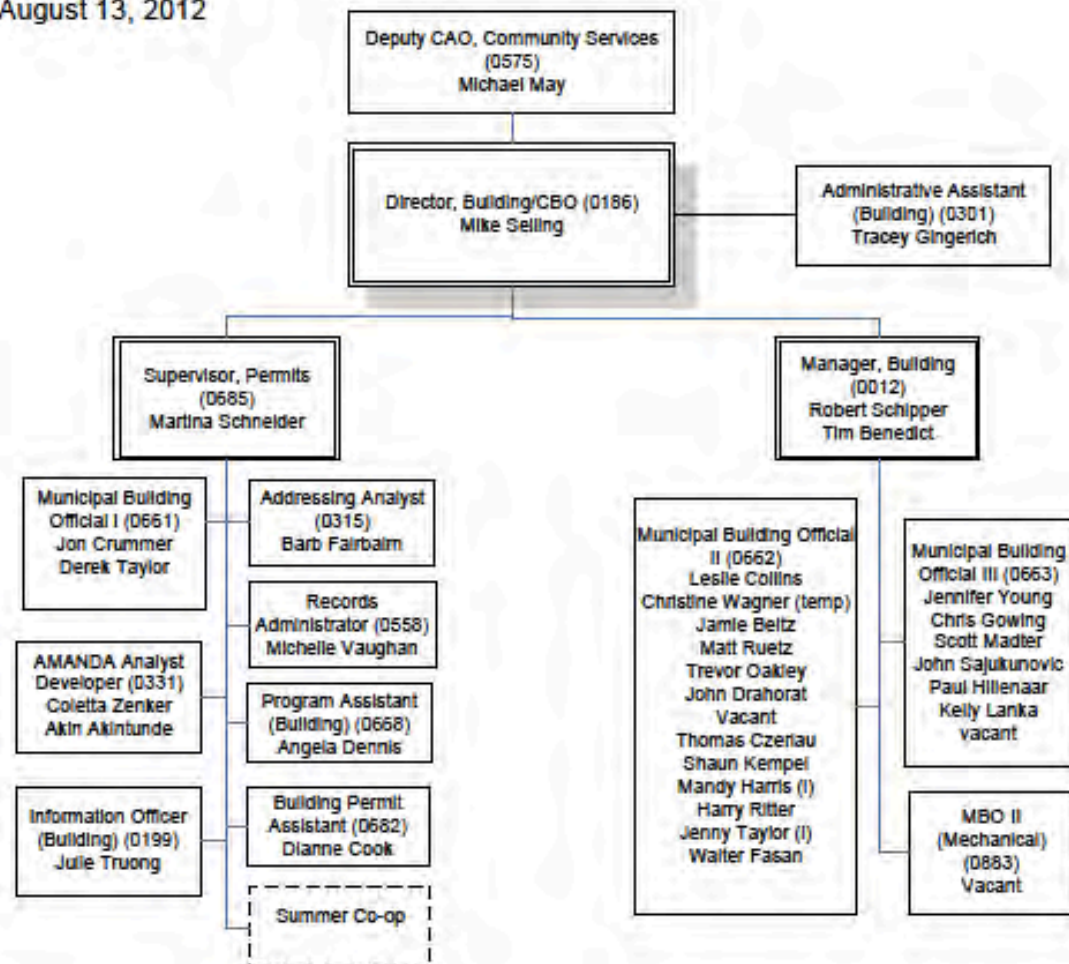 August 13, 2012
Deputy CAO, Community Services
(0575)
Michael May
Director, Building/CBO (0186)
Mike Selling
Administrative Assistant
(Building) (0301)
Tracey Gingerich
Supervisor, Permits
(0685)
Martina Schneider
Manager, Building
(0012)
Robert Schipper
Tim Benedict
Municipal Building
Official I (0661)
Jon Crummer
Derek Taylor
Addressing Analyst
(0315)
Barb Fairbairn
Records
Administrator (0558)
Michelle Vaughan
AMANDA Analyst
Developer (0331)
Coletta Zenker
Akin Akintunde
Program Assistant
(Building) (0668)
Angela Dennis
Information Officer
(Building) (0199)
Julie Truong
Building Permit
Assistant (0682)
Dianne Cook
Summer Co-op
Municipal Building Official
II (0662)
Leslie Collins
Christine Wagner (temp)
Jamie Beitz
Matt Ruetz
Trevor Oakley
John Drahorat
Vacant
Thomas Czerlau
Shaun Kempel
Mandy Harris (I)
Harry Ritter
Jenny Taylor (I)
Walter Fasan
Municipal Building
Official III (0663)
Jennifer Young
Chris Gowing
Scott Madter
John Sajukunovic
Paul Hillenaar
Kelly Lanka
vacant
MBO II
(Mechanical)
(0883)
Vacant